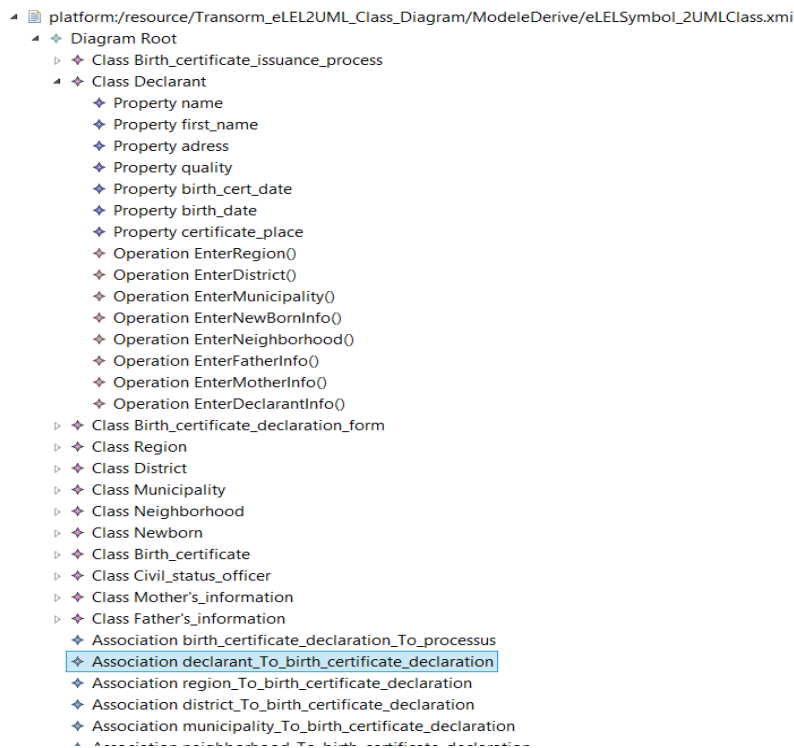 platform:/resource/Transorm_eLEL2UML_Class_Diagram/ModeleDerive/eLELSymbol_2UMLClass.xmi
Diagram Root
Class Birth_certificate_issuance_process
Class Declarant
Property name
Property first_name
Property adress
Property quality
Property birth_cert_date
Property birth_date
Property certificate_place
Operation EnterRegion()
Operation EnterDistrict()
Operation EnterMunicipality()
Operation EnterNewBornInfo()
Operation EnterNeighborhood()
Operation EnterFatherInfo()
Operation EnterMotherInfo()
Operation EnterDeclarantInfo()
Class Birth_certificate_declaration_form
Class Region
Class District
Class Municipality
Class Neighborhood
Class Newborn
Class Birth_certificate
Class Civil_status_officer
Class Mother's_information
Class Father's_information
Association birth_certificate_declaration_To_processus
Association declarant_To_birth_certificate_declaration
Association region_To_birth_certificate_declaration
Association district_To_birth_certificate_declaration
Association municipality_To_birth_certificate_declaration
Association neighborhood_To_birth_certificate_declaration